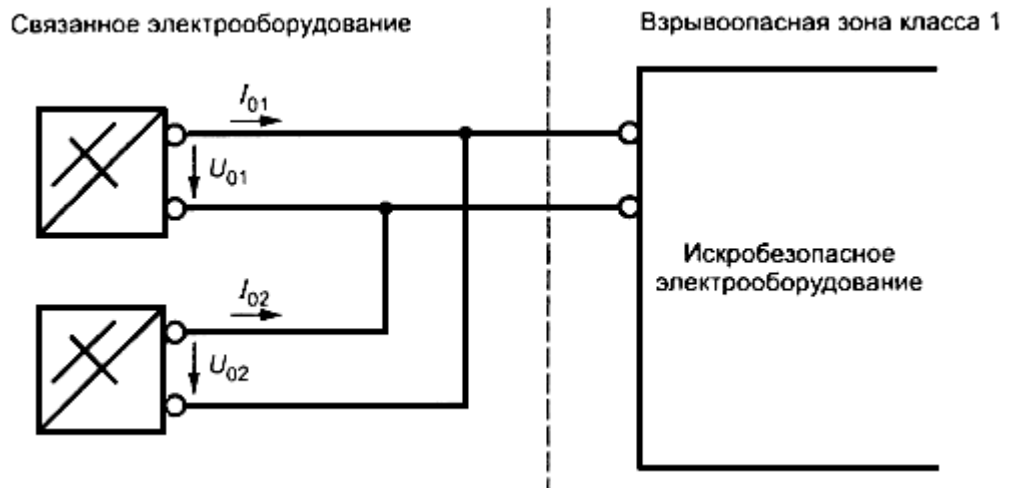 Связанное электрооборудование
Взрывоопасная зона класса 1
I01
U01
Искробезопасное
электрооборудование
I02
U02